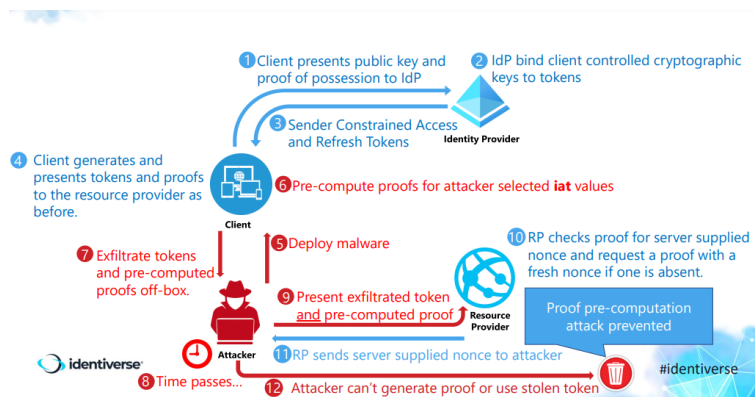 1 Client presents public key and
proof of possession to IdP
2 IdP bind client controlled cryptographic
keys to tokens
3 Sender Constrained Access
and Refresh Tokens
Identity Provider
4 Client generates and
presents tokens and proofs
to the resource provider as
before.
6 Pre-compute proofs for attacker selected iat values
Client
7 Exfiltrate tokens
and pre-computed
proofs off-box.
5 Deploy malware
10 RP checks proof for server supplied
nonce and request a proof with a
fresh nonce if one is absent.
9 Present exfiltrated token
and pre-computed proof
Resource
Provider
Proof pre-computation
attack prevented
Attacker
11 RP sends server supplied nonce to attacker
8 Time passes...
12 Attacker can't generate proof or use stolen token
identiverse®
#identiverse